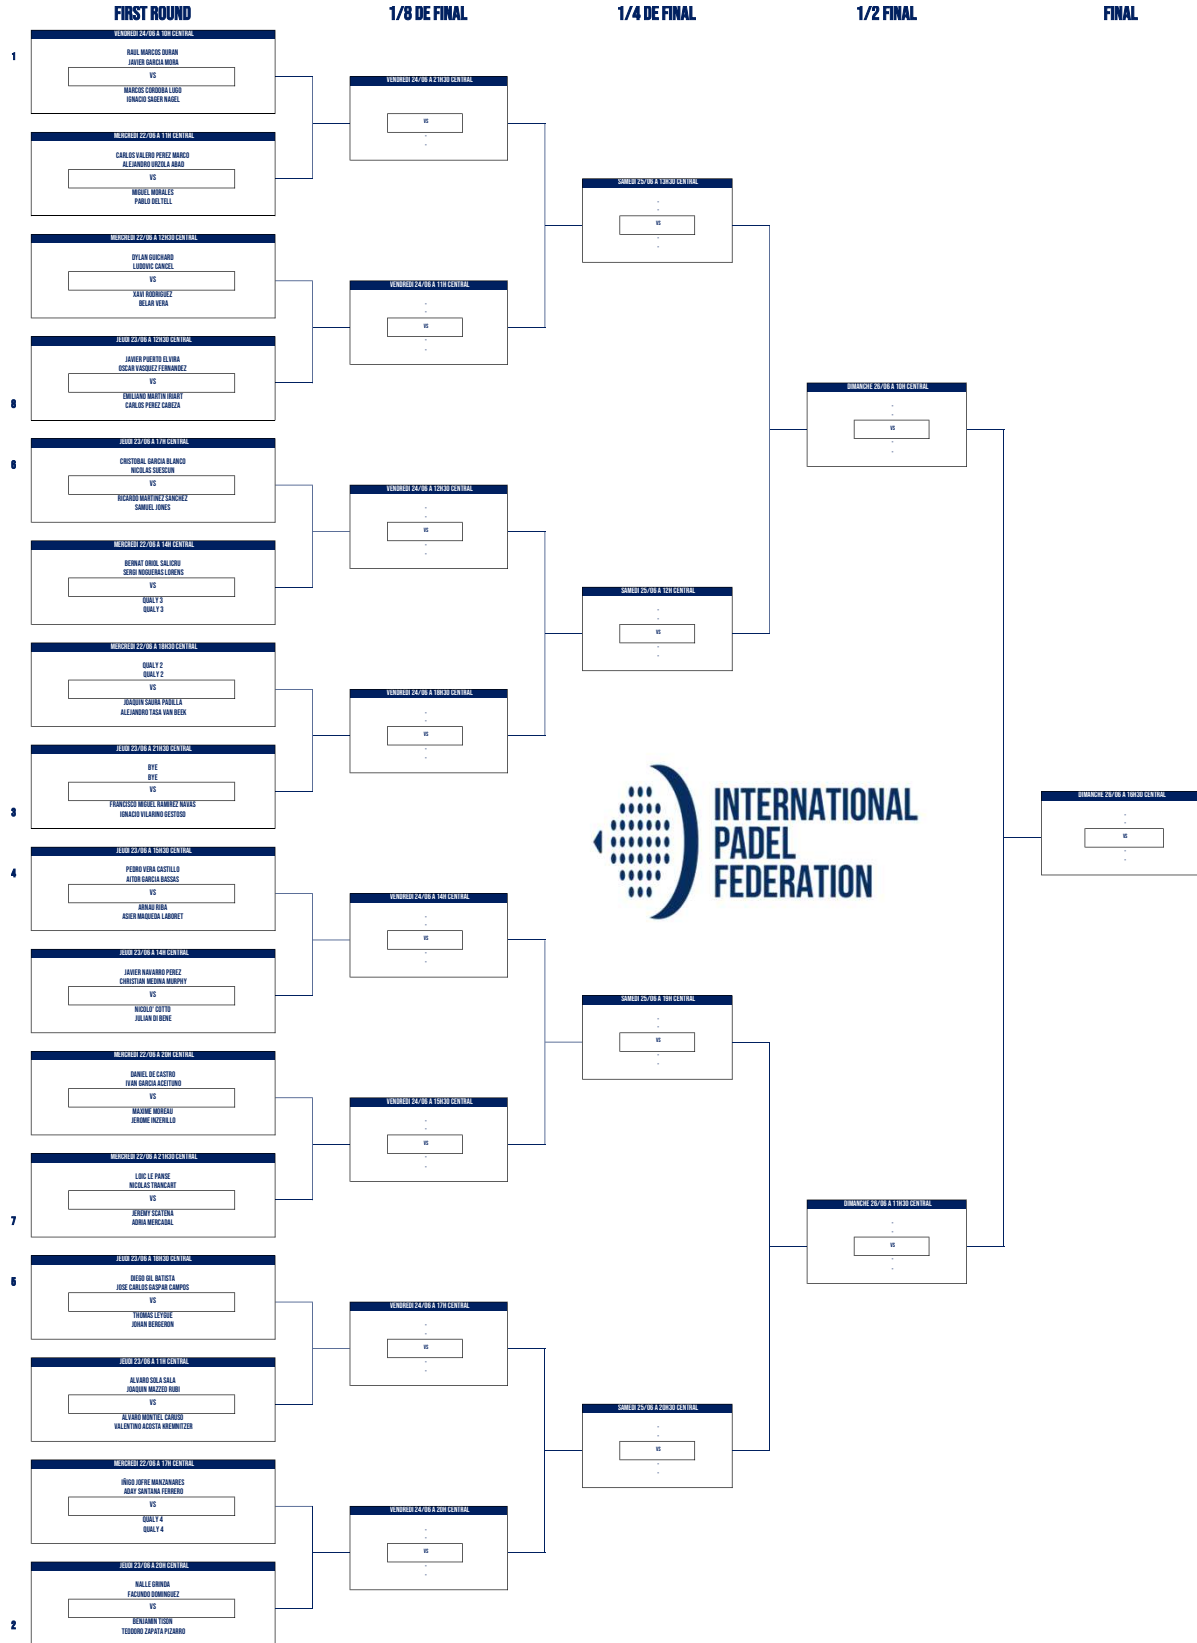 FIRST ROUND
1/8 DE FINAL
1/4 DE FINAL
1/2 FINAL
FINAL
1
VENDREDI 24/06 A 10H CENTRAL
RAUL MARCOS DURAN
JAVIER GARCIA MORA
VS
MARCOS CORDOBA LUGO
IGNACIO SAGER NAGEL
MERCREDI 22/06 A 11H CENTRAL
CARLOS VALERO PEREZ MARCO
ALEJANDRO URZOLA ABAD
VS
MIGUEL MORALES
PABLO DELTELL
MERCREDI 22/06 A 12H30 CENTRAL
DYLAN GUICHARD
LUDOVIC CANCEL
VS
XAVI RODRIGUEZ
BELAR VERA
JEUDI 23/06 A 12H30 CENTRAL
JAVIER PUERTO ELVIRA
OSCAR VASQUEZ FERNANDEZ
VS
EMILIANO MARTIN IRIART
CARLOS PEREZ CABEZA
8
6
JEUDI 23/06 A 17H CENTRAL
CRISTOBAL GARCIA BLANCO
NICOLAS SUESCUN
VS
RICARDO MARTINEZ SANCHEZ
SAMUEL JONES
MERCREDI 22/06 A 14H CENTRAL
BERNAT ORIOL SALICRU
SERGI NOGUERAS LORENS
VS
QUALY 3
QUALY 3
MERCREDI 22/06 A 18H30 CENTRAL
QUALY 2
QUALY 2
VS
JOAQUIN SAURA PADILLA
ALEJANDRO TASA VAN BEEK
JEUDI 23/06 A 21H30 CENTRAL
BYE
BYE
VS
FRANCISCO MIGUEL RAMIREZ NAVAS
IGNACIO VILARINO GESTOSO
3
4
JEUDI 23/06 A 15H30 CENTRAL
PEDRO VERA CASTILLO
AITOR GARCIA BASSAS
VS
ARNAU RIBA
ASIER MAQUEDA LABORET
JEUDI 23/06 A 14H CENTRAL
JAVIER NAVARRO PEREZ
CHRISTIAN MEDINA MURPHY
VS
NICOLO' COTTO
JULIAN DI BENE
MERCREDI 22/06 A 20H CENTRAL
DANIEL DE CASTRO
IVAN GARCIA ACEITUNO
VS
MAXIME MOREAU
JEROME INZERILLO
MERCREDI 22/06 A 21H30 CENTRAL
LOIC LE PANSE
NICOLAS TRANCART
VS
JEREMY SCATENA
ADRIA MERCADAL
7
5
JEUDI 23/06 A 18H30 CENTRAL
DIEGO GIL BATISTA
JOSE CARLOS GASPAR CAMPOS
VS
THOMAS LEYGUE
JOHAN BERGERON
JEUDI 23/06 A 11H CENTRAL
ALVARO SOLA SALA
JOAQUIN MAZZEO RUBI
VS
ALVARO MONTIEL CARUSO
VALENTINO ACOSTA KREMNITZER
MERCREDI 22/06 A 17H CENTRAL
IÑIGO JOFRE MANZANARES
ADAY SANTANA FERRERO
VS
QUALY 4
QUALY 4
JEUDI 23/06 A 20H CENTRAL
NALLE GRINDA
FACUNDO DOMINGUEZ
VS
BENJAMIN TISON
TEODORO ZAPATA PIZARRO
2
VENDREDI 24/06 A 21H30 CENTRAL
VS
VENDREDI 24/06 A 11H CENTRAL
VS
VENDREDI 24/06 A 12H30 CENTRAL
VS
VENDREDI 24/06 A 18H30 CENTRAL
VS
VENDREDI 24/06 A 14H CENTRAL
VS
VENDREDI 24/06 A 15H30 CENTRAL
VS
VENDREDI 24/06 A 17H CENTRAL
VS
VENDREDI 24/06 A 20H CENTRAL
VS
SAMEDI 25/06 A 13H30 CENTRAL
VS
SAMEDI 25/06 A 12H CENTRAL
VS
SAMEDI 25/06 A 19H CENTRAL
VS
SAMEDI 25/06 A 20H30 CENTRAL
VS
DIMANCHE 26/06 A 10H CENTRAL
VS
DIMANCHE 26/06 A 11H30 CENTRAL
VS
DIMANCHE 26/06 A 16H30 CENTRAL
VS
INTERNATIONAL
PADEL
FEDERATION